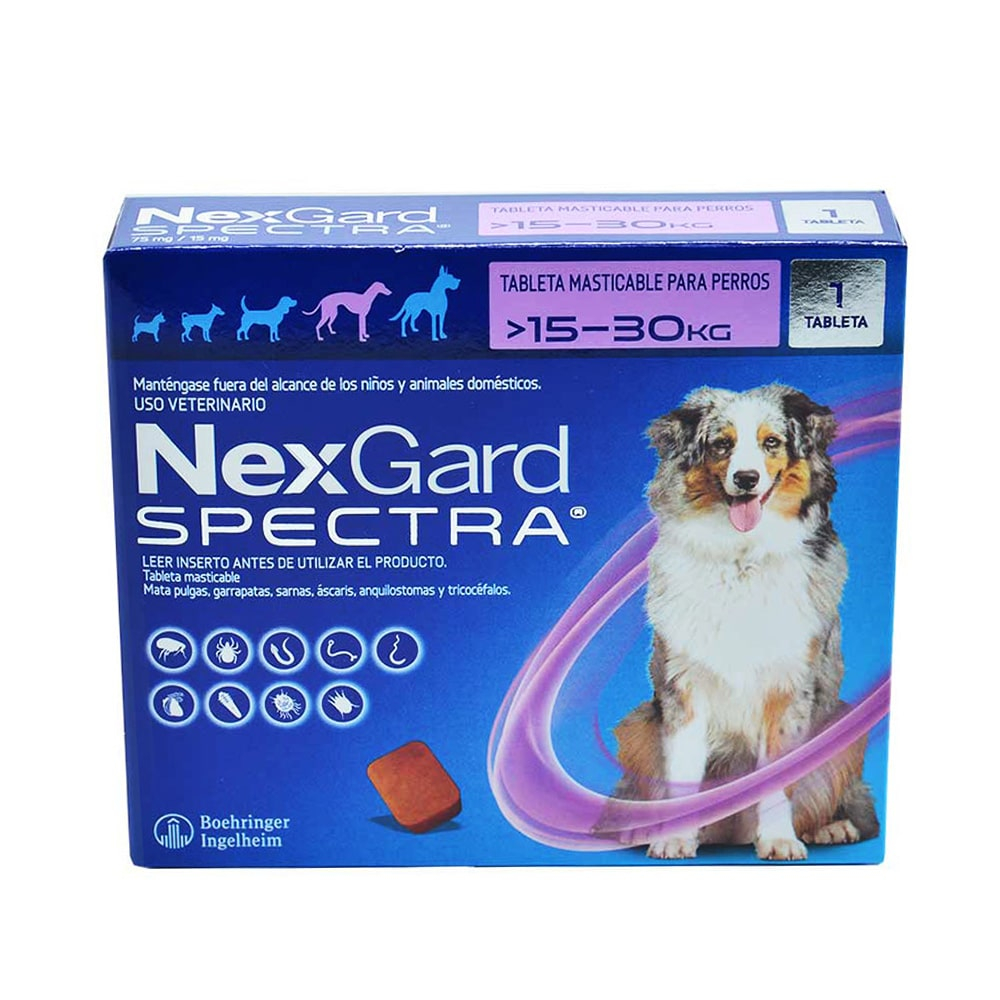 NexGard
SPECTRA®
75 mg / 15 mg
TABLETA MASTICABLE PARA PERROS
>15-30KG
1
TABLETA
TABLETA MASTICABLE PARA PERROS
>15-30KG
1
TABLETA
Manténgase fuera del alcance de los niños y animales domésticos.
USO VETERINARIO
NexGard
SPECTRA®
LEER INSERTO ANTES DE UTILIZAR EL PRODUCTO.
Tableta masticable
Mata pulgas, garrapatas, sarnas, áscaris, anquilostomas y tricocéfalos.
Boehringer
Ingelheim